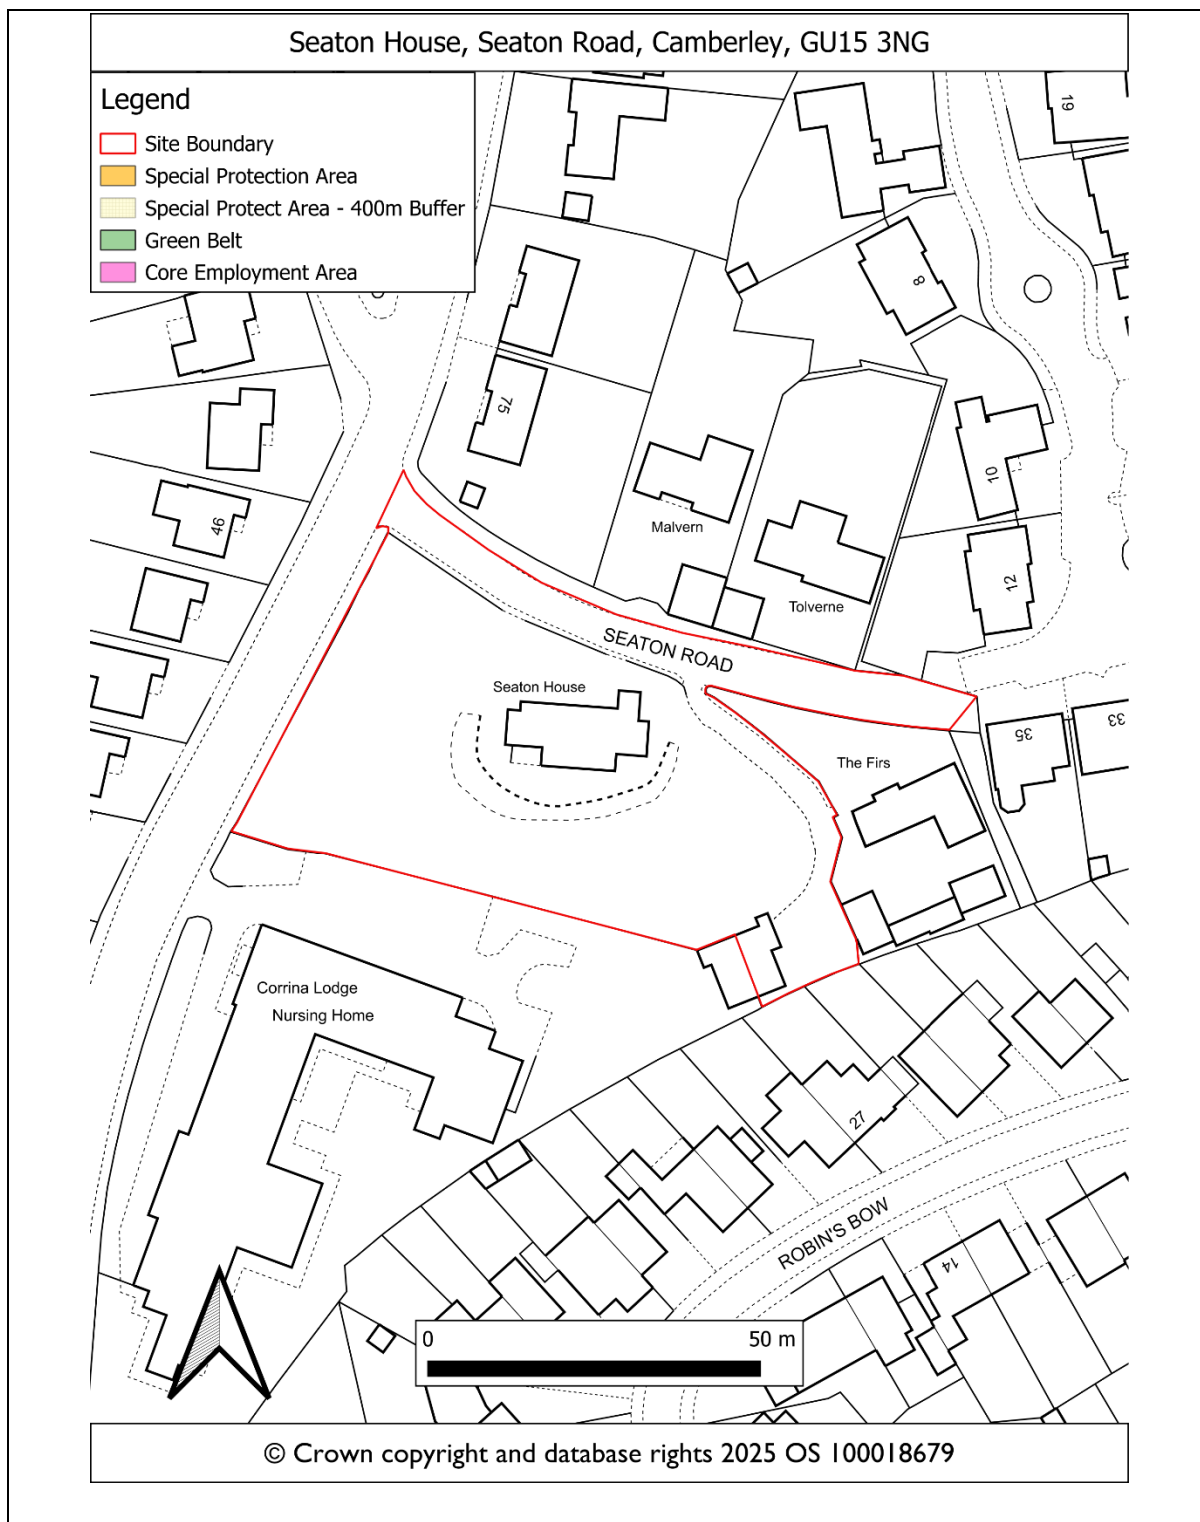 Seaton House, Seaton Road, Camberley, GU15 3NG
Legend
Site Boundary
Special Protection Area
Special Protect Area - 400m Buffer
Green Belt
Core Employment Area
19
8
75
10
46
Malvern
12
Tolverne
SEATON ROAD
Seaton House
35
33
The Firs
Corrina Lodge
Nursing Home
27
ROBIN'S BOW
14
0 50 m
© Crown copyright and database rights 2025 OS 100018679